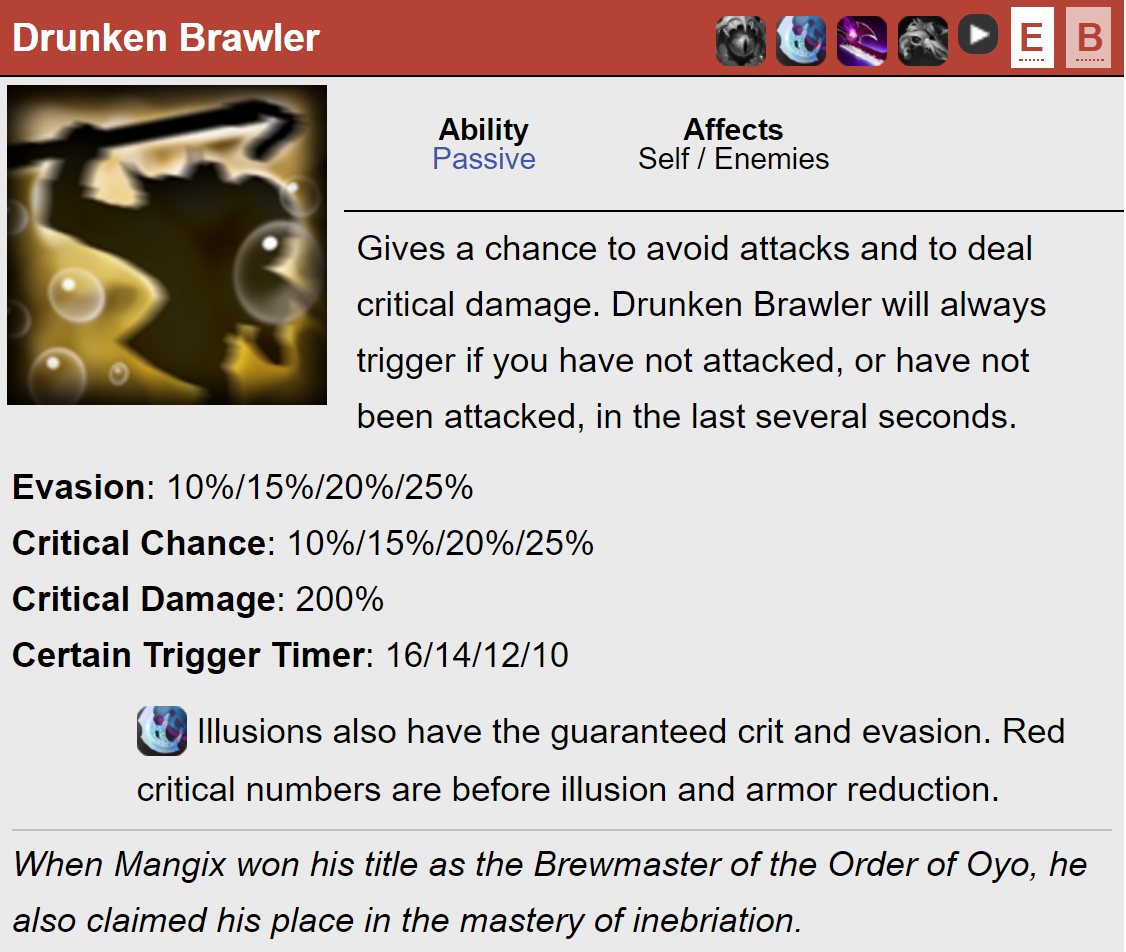 Drunken Brawler
E B
Ability
Passive
Affects
Self / Enemies
Gives a chance to avoid attacks and to deal
critical damage. Drunken Brawler will always
trigger if you have not attacked, or have not
been attacked, in the last several seconds.
Evasion: 10%/15%/20%/25%
Critical Chance: 10%/15%/20%/25%
Critical Damage: 200%
Certain Trigger Timer: 16/14/12/10
Illusions also have the guaranteed crit and evasion. Red
critical numbers are before illusion and armor reduction.
When Mangix won his title as the Brewmaster of the Order of Oyo, he
also claimed his place in the mastery of inebriation.